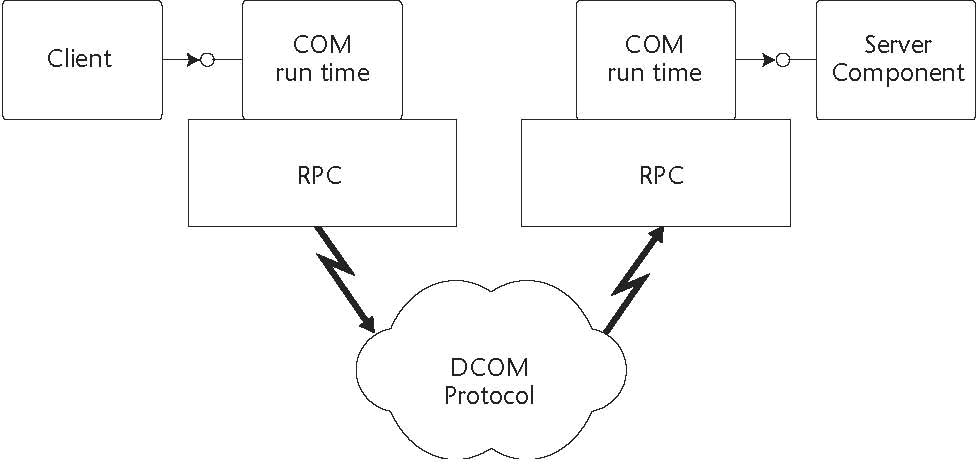 Client
COM
run time
COM
run time
Server
Component
RPC
RPC
DCOM
Protocol